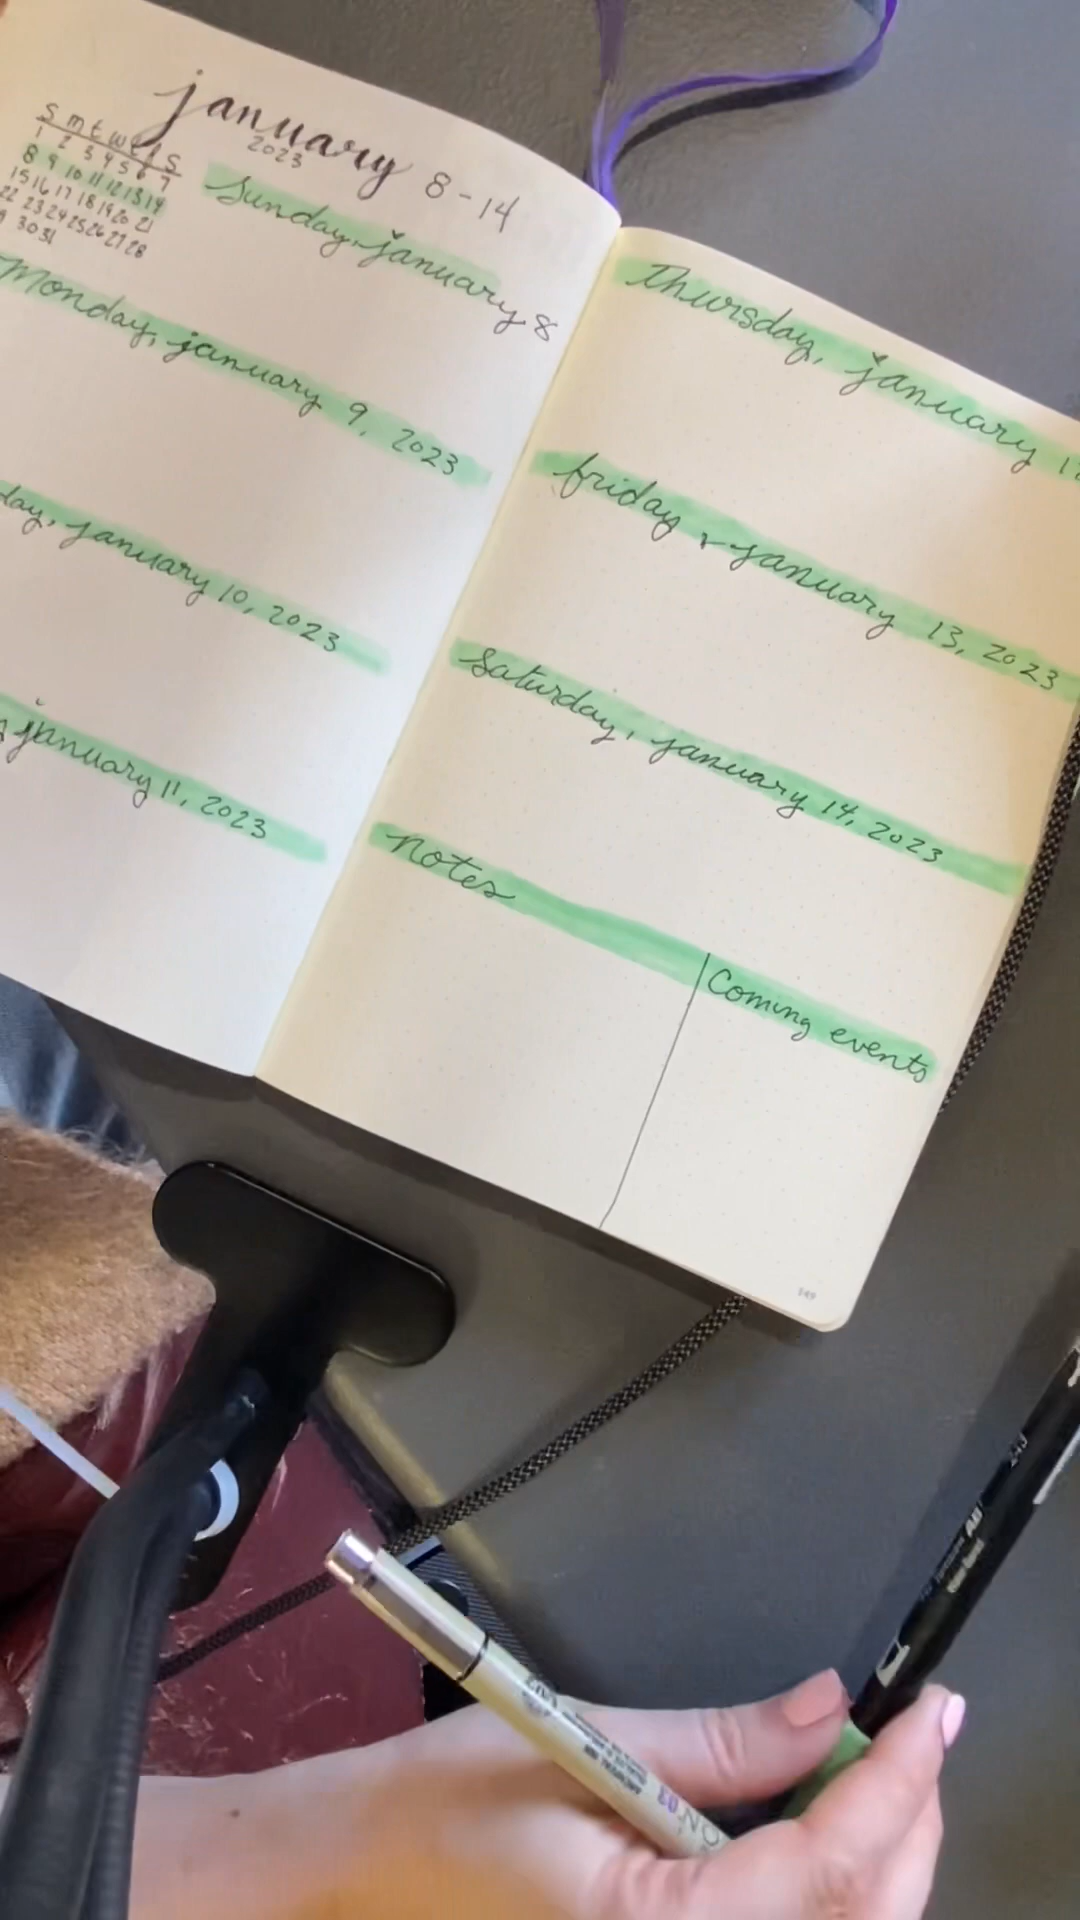 january 8-14
2023
S m t w t f s
1 2 3 4 5 6 7
8 9 10 11 12 13 14
15 16 17 18 19 20 21
22 23 24 25 26 27 28
30 31
Sunday, january 8
Monday, january 9, 2023
day, january 10, 2023
january 11, 2023
Thursday, january
friday, january 13, 2023
Saturday, january 14, 2023
Notes
Coming events
149
03